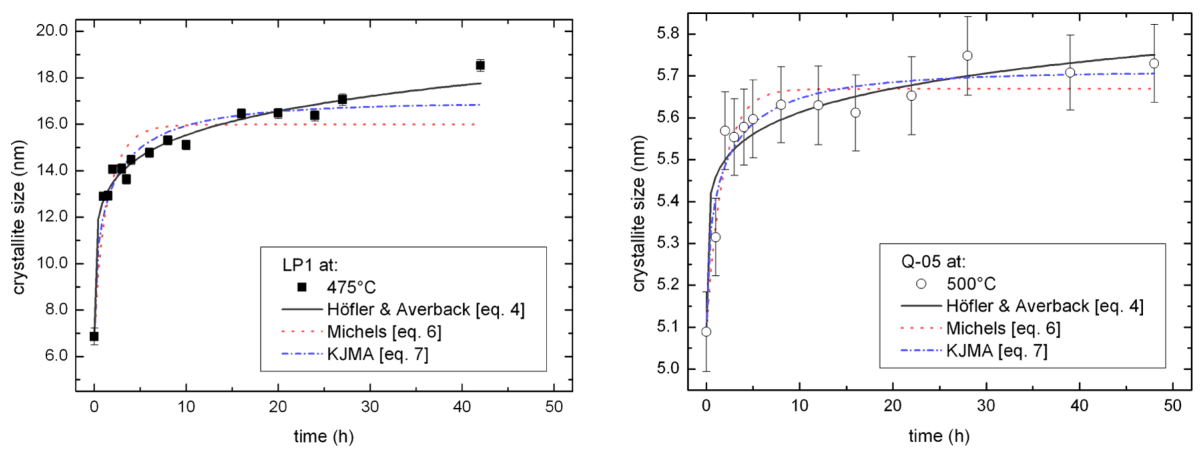 20.0
18.0
16.0
14.0
12.0
10.0
8.0
6.0
crystallite size (nm)
0
10
20
30
40
50
time (h)
LP1 at:
475°C
Höfler & Averback [eq. 4]
Michels [eq. 6]
KJMA [eq. 7]
5.8
5.7
5.6
5.5
5.4
5.3
5.2
5.1
5.0
crystallite size (nm)
0
10
20
30
40
50
time (h)
Q-05 at:
500°C
Höfler & Averback [eq. 4]
Michels [eq. 6]
KJMA [eq. 7]